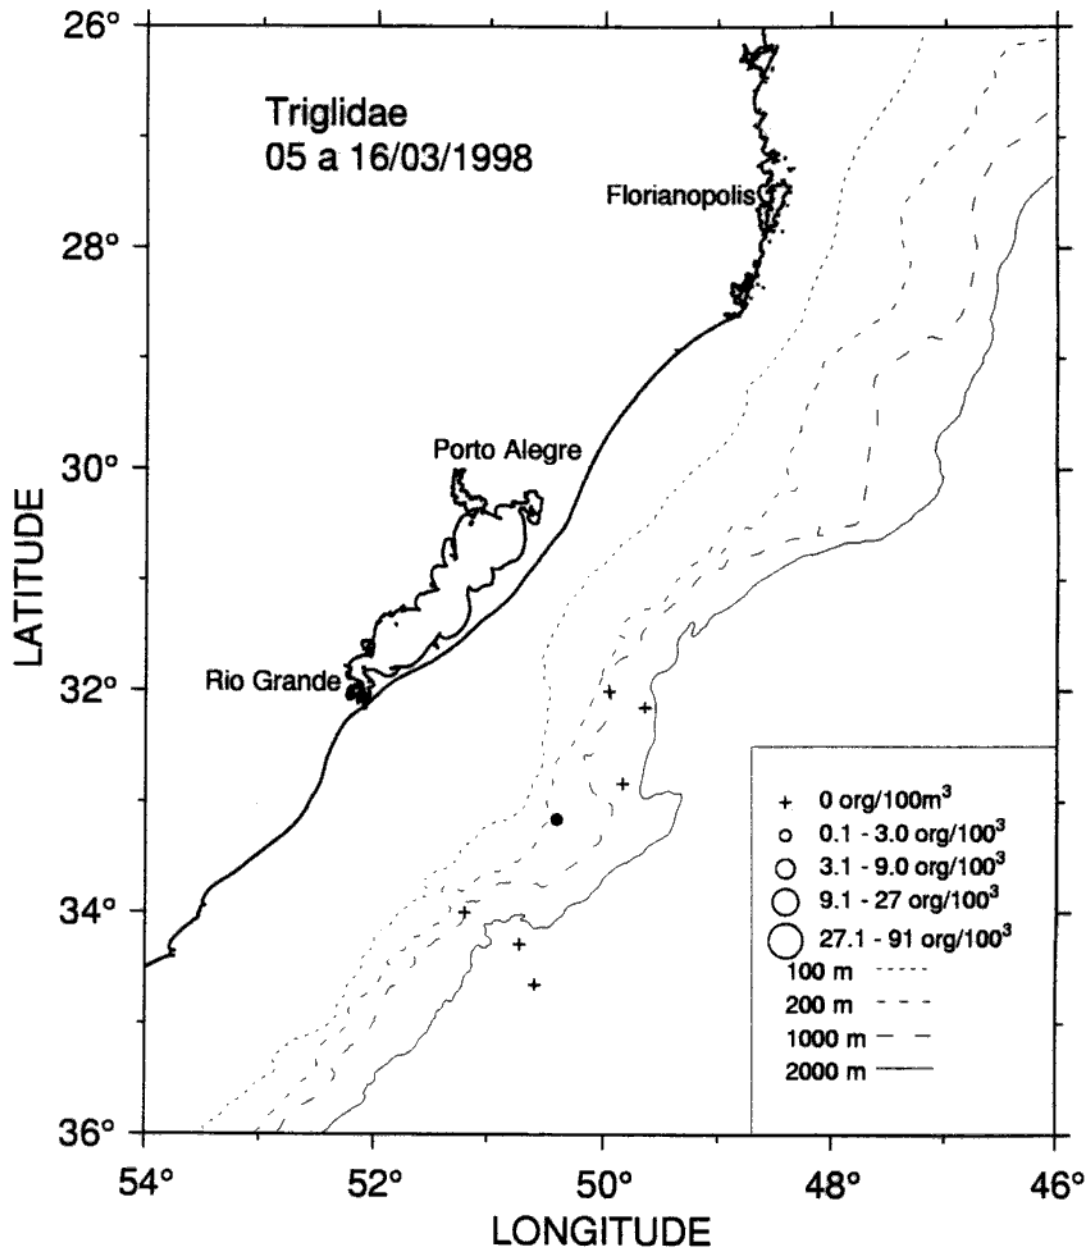 26°
Triglidae
05 a 16/03/1998
Florianopolis
28°
Porto Alegre
30°
LATITUDE
Rio Grande
32°
0 org/100m³
0.1 - 3.0 org/100³
3.1 - 9.0 org/100³
9.1 - 27 org/100³
27.1 - 91 org/100³
100 m
200 m
1000 m
2000 m
34°
36°
54° 52° 50° 48° 46°
LONGITUDE